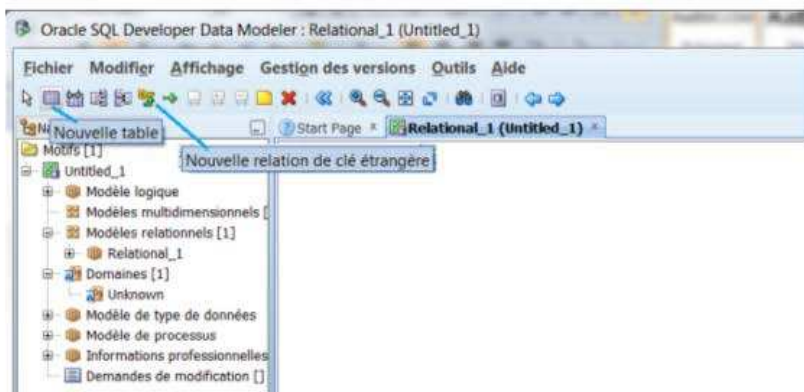 Oracle SQL Developer Data Modeler : Relational_1 (Untitled_1)
Fichier Modifier Affichage Gestion des versions Outils Aide
Nouvelle table
Start Page × Relational_1 (Untitled_1) ×
Motifs [1]
Nouvelle relation de clé étrangère
Untitled_1
Modèle logique
Modèles multidimensionnels [
Modèles relationnels [1]
Relational_1
Domaines [1]
Unknown
Modèle de type de données
Modèle de processus
Informations professionnelles
Demandes de modification []